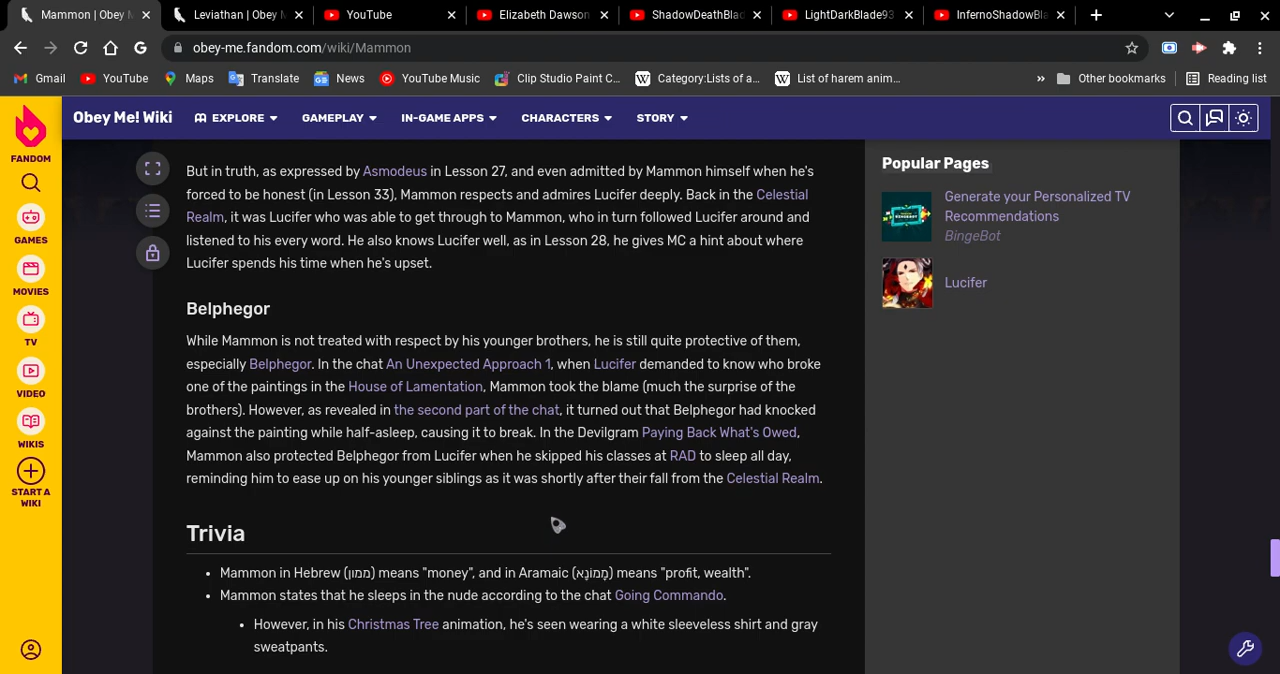 Mammon | Obey M
Leviathan | Obey M
YouTube
Elizabeth Dawson
ShadowDeathBlad
LightDarkBlade93
InfernoShadowBla
obey-me.fandom.com/wiki/Mammon
Gmail
YouTube
Maps
Translate
News
YouTube Music
Clip Studio Paint C...
Category:Lists of a...
List of harem anim...
»
Other bookmarks
Reading list
Obey Me! Wiki
EXPLORE
GAMEPLAY
IN-GAME APPS
CHARACTERS
STORY
FANDOM
GAMES
MOVIES
TV
VIDEO
WIKIS
START A
WIKI
But in truth, as expressed by Asmodeus in Lesson 27, and even admitted by Mammon himself when he's
forced to be honest (in Lesson 33), Mammon respects and admires Lucifer deeply. Back in the Celestial
Realm, it was Lucifer who was able to get through to Mammon, who in turn followed Lucifer around and
listened to his every word. He also knows Lucifer well, as in Lesson 28, he gives MC a hint about where
Lucifer spends his time when he's upset.
Belphegor
While Mammon is not treated with respect by his younger brothers, he is still quite protective of them,
especially Belphegor. In the chat An Unexpected Approach 1, when Lucifer demanded to know who broke
one of the paintings in the House of Lamentation, Mammon took the blame (much the surprise of the
brothers). However, as revealed in the second part of the chat, it turned out that Belphegor had knocked
against the painting while half-asleep, causing it to break. In the Devilgram Paying Back What's Owed,
Mammon also protected Belphegor from Lucifer when he skipped his classes at RAD to sleep all day,
reminding him to ease up on his younger siblings as it was shortly after their fall from the Celestial Realm.
Trivia
• Mammon in Hebrew (ממון) means "money", and in Aramaic (מָמוֹנָא) means "profit, wealth".
• Mammon states that he sleeps in the nude according to the chat Going Commando.
• However, in his Christmas Tree animation, he's seen wearing a white sleeveless shirt and gray
sweatpants.
Popular Pages
Generate your Personalized TV
Recommendations
BingeBot
Lucifer